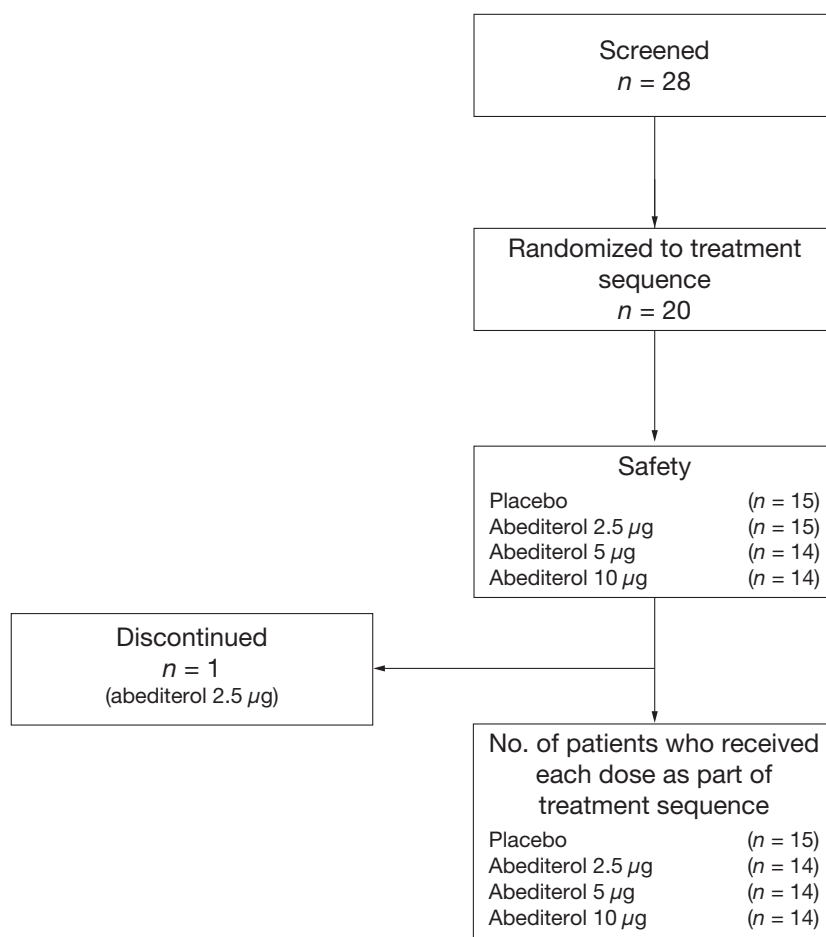 Screened
n = 28
Randomized to treatment
sequence
n = 20
Safety
Placebo (n = 15)
Abediterol 2.5 µg (n = 15)
Abediterol 5 µg (n = 14)
Abediterol 10 µg (n = 14)
Discontinued
n = 1
(abediterol 2.5 µg)
No. of patients who received
each dose as part of
treatment sequence
Placebo (n = 15)
Abediterol 2.5 µg (n = 14)
Abediterol 5 µg (n = 14)
Abediterol 10 µg (n = 14)